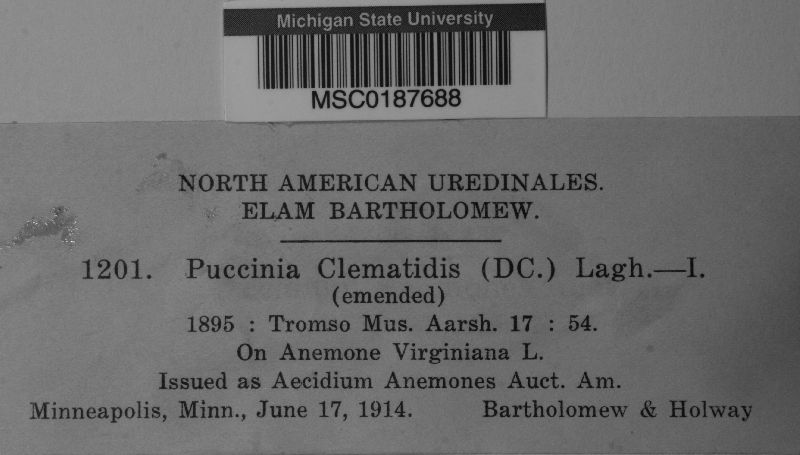 Michigan State University
MSC0187688
NORTH AMERICAN UREDINALES.
ELAM BARTHOLOMEW.
1201. Puccinia Clematidis (DC.) Lagh.—I.
(emended)
1895 : Tromso Mus. Aarsh. 17 : 54.
On Anemone Virginiana L.
Issued as Aecidium Anemones Auct. Am.
Minneapolis, Minn., June 17, 1914. Bartholomew & Holway